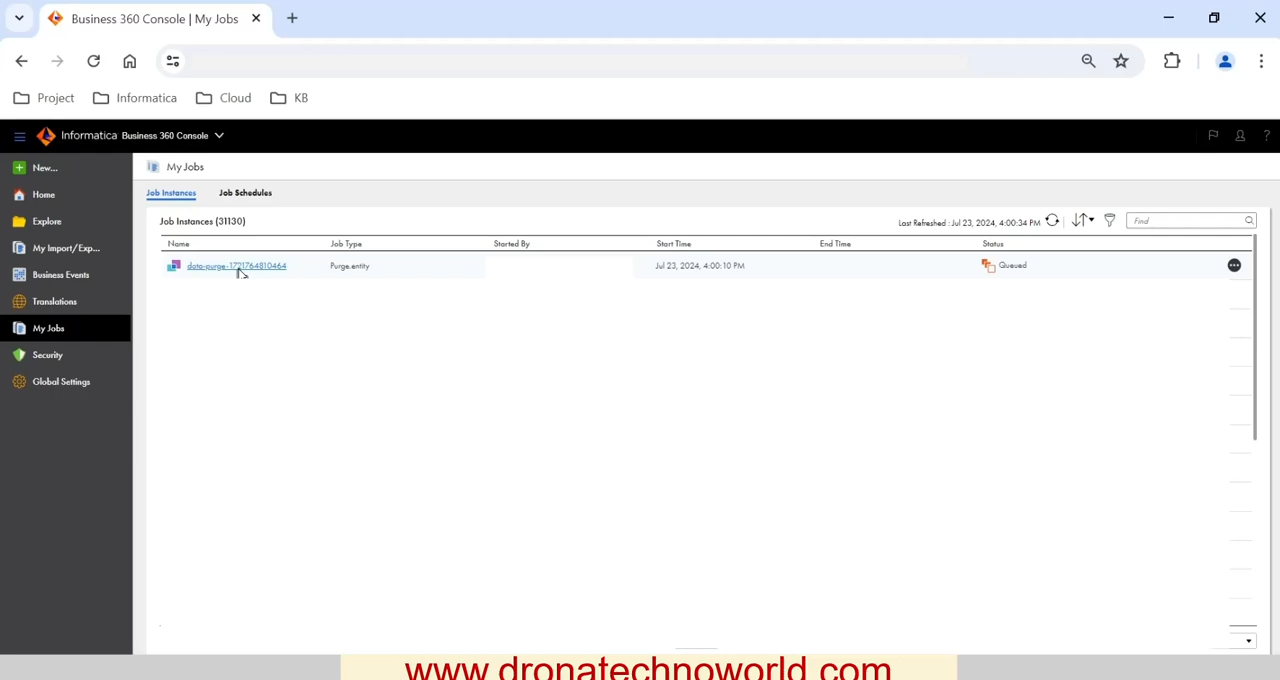 Business 360 Console | My Jobs
Project Informatica Cloud KB
Informatica Business 360 Console
?
New...
Home
Explore
My Import/Exp...
Business Events
Translations
My Jobs
Security
Global Settings
My Jobs
Job Instances Job Schedules
Job Instances (31130) Last Refreshed : Jul 23, 2024, 4:00:34 PM Find
Name Job Type Started By Start Time End Time Status
data-purge-1721764810464 Purge.entity Jul 23, 2024, 4:00:10 PM Queued
www.dronatechnoworld.com